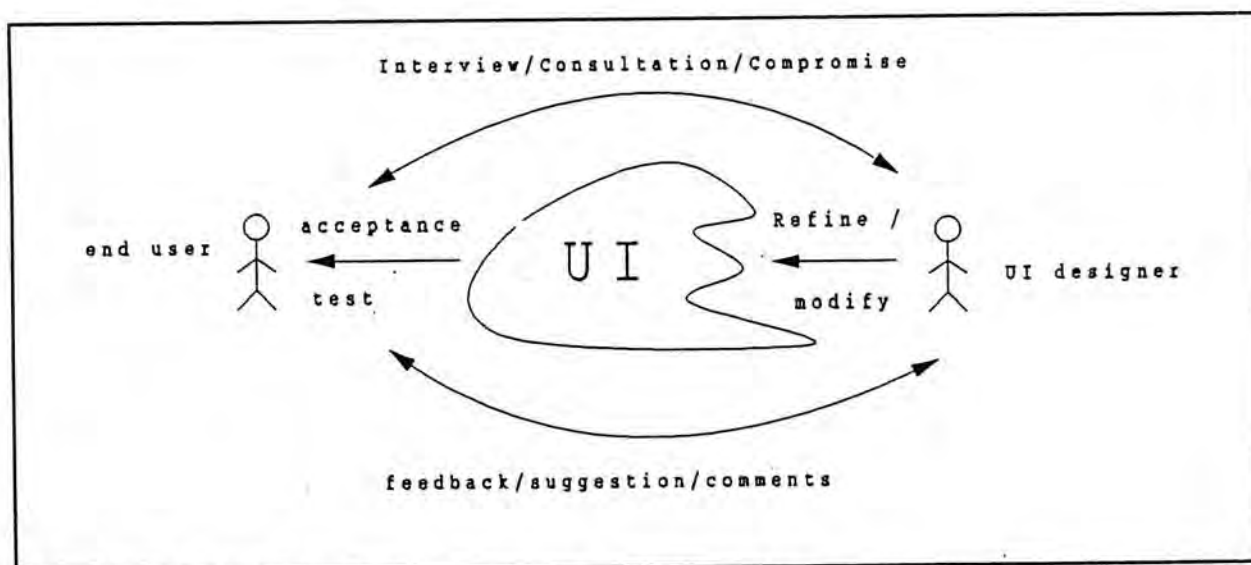 Interview/Consultation/Compromise
acceptance
Refine /
end user
UI
UI designer
test
modify
feedback/suggestion/comments